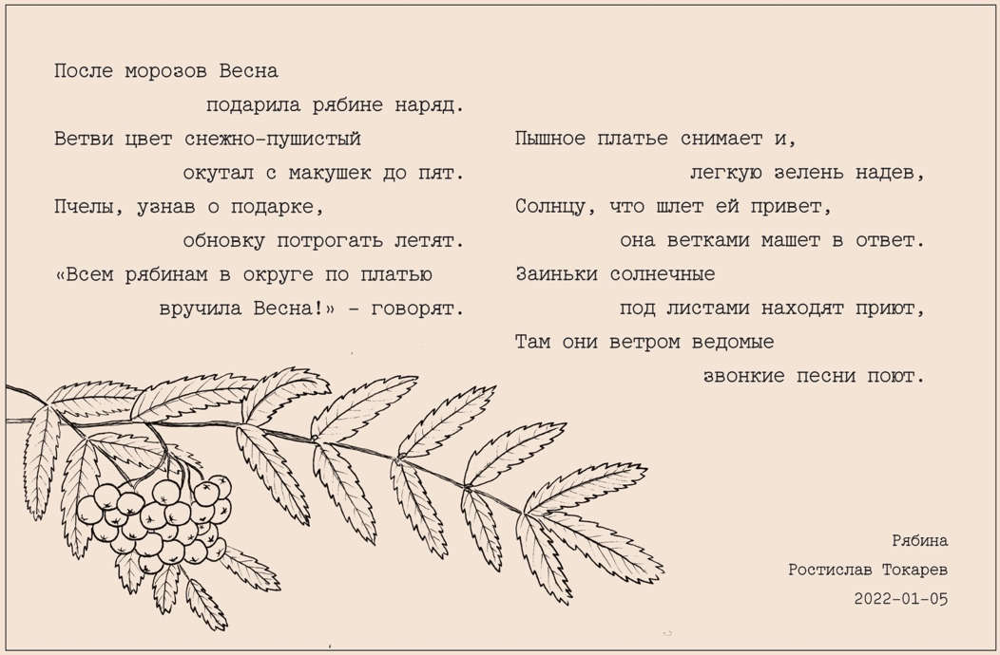 После морозов Весна
подарила рябине наряд.
Ветви цвет снежно-пушистый
окутал с макушек до пят.
Пчелы, узнав о подарке,
обновку потрогать летят.
«Всем рябинам в округе по платью
вручила Весна!» - говорят.
Пышное платье снимает и,
легкую зелень надев,
Солнцу, что шлет ей привет,
она ветками машет в ответ.
Заиньки солнечные
под листами находят приют,
Там они ветром ведомые
звонкие песни поют.
Рябина
Ростислав Токарев
2022-01-05